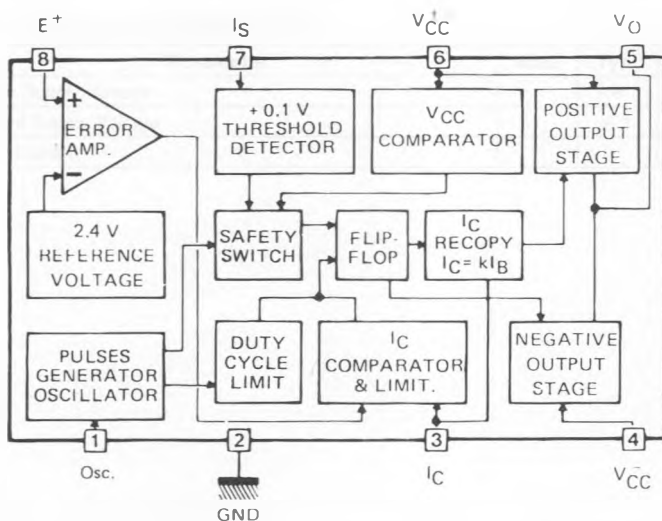 E+ IS VCC+ VO
8 7 6 5
+
ERROR
AMP.
−
+0.1 V
THRESHOLD
DETECTOR
VCC
COMPARATOR
POSITIVE
OUTPUT
STAGE
2.4 V
REFERENCE
VOLTAGE
SAFETY
SWITCH
FLIP-
FLOP
IC
RECOPY
IC= kIB
PULSES
GENERATOR
OSCILLATOR
DUTY
CYCLE
LIMIT
IC
COMPARATOR
& LIMIT.
NEGATIVE
OUTPUT
STAGE
1 2 3 4
Osc. IC VCC−
GND